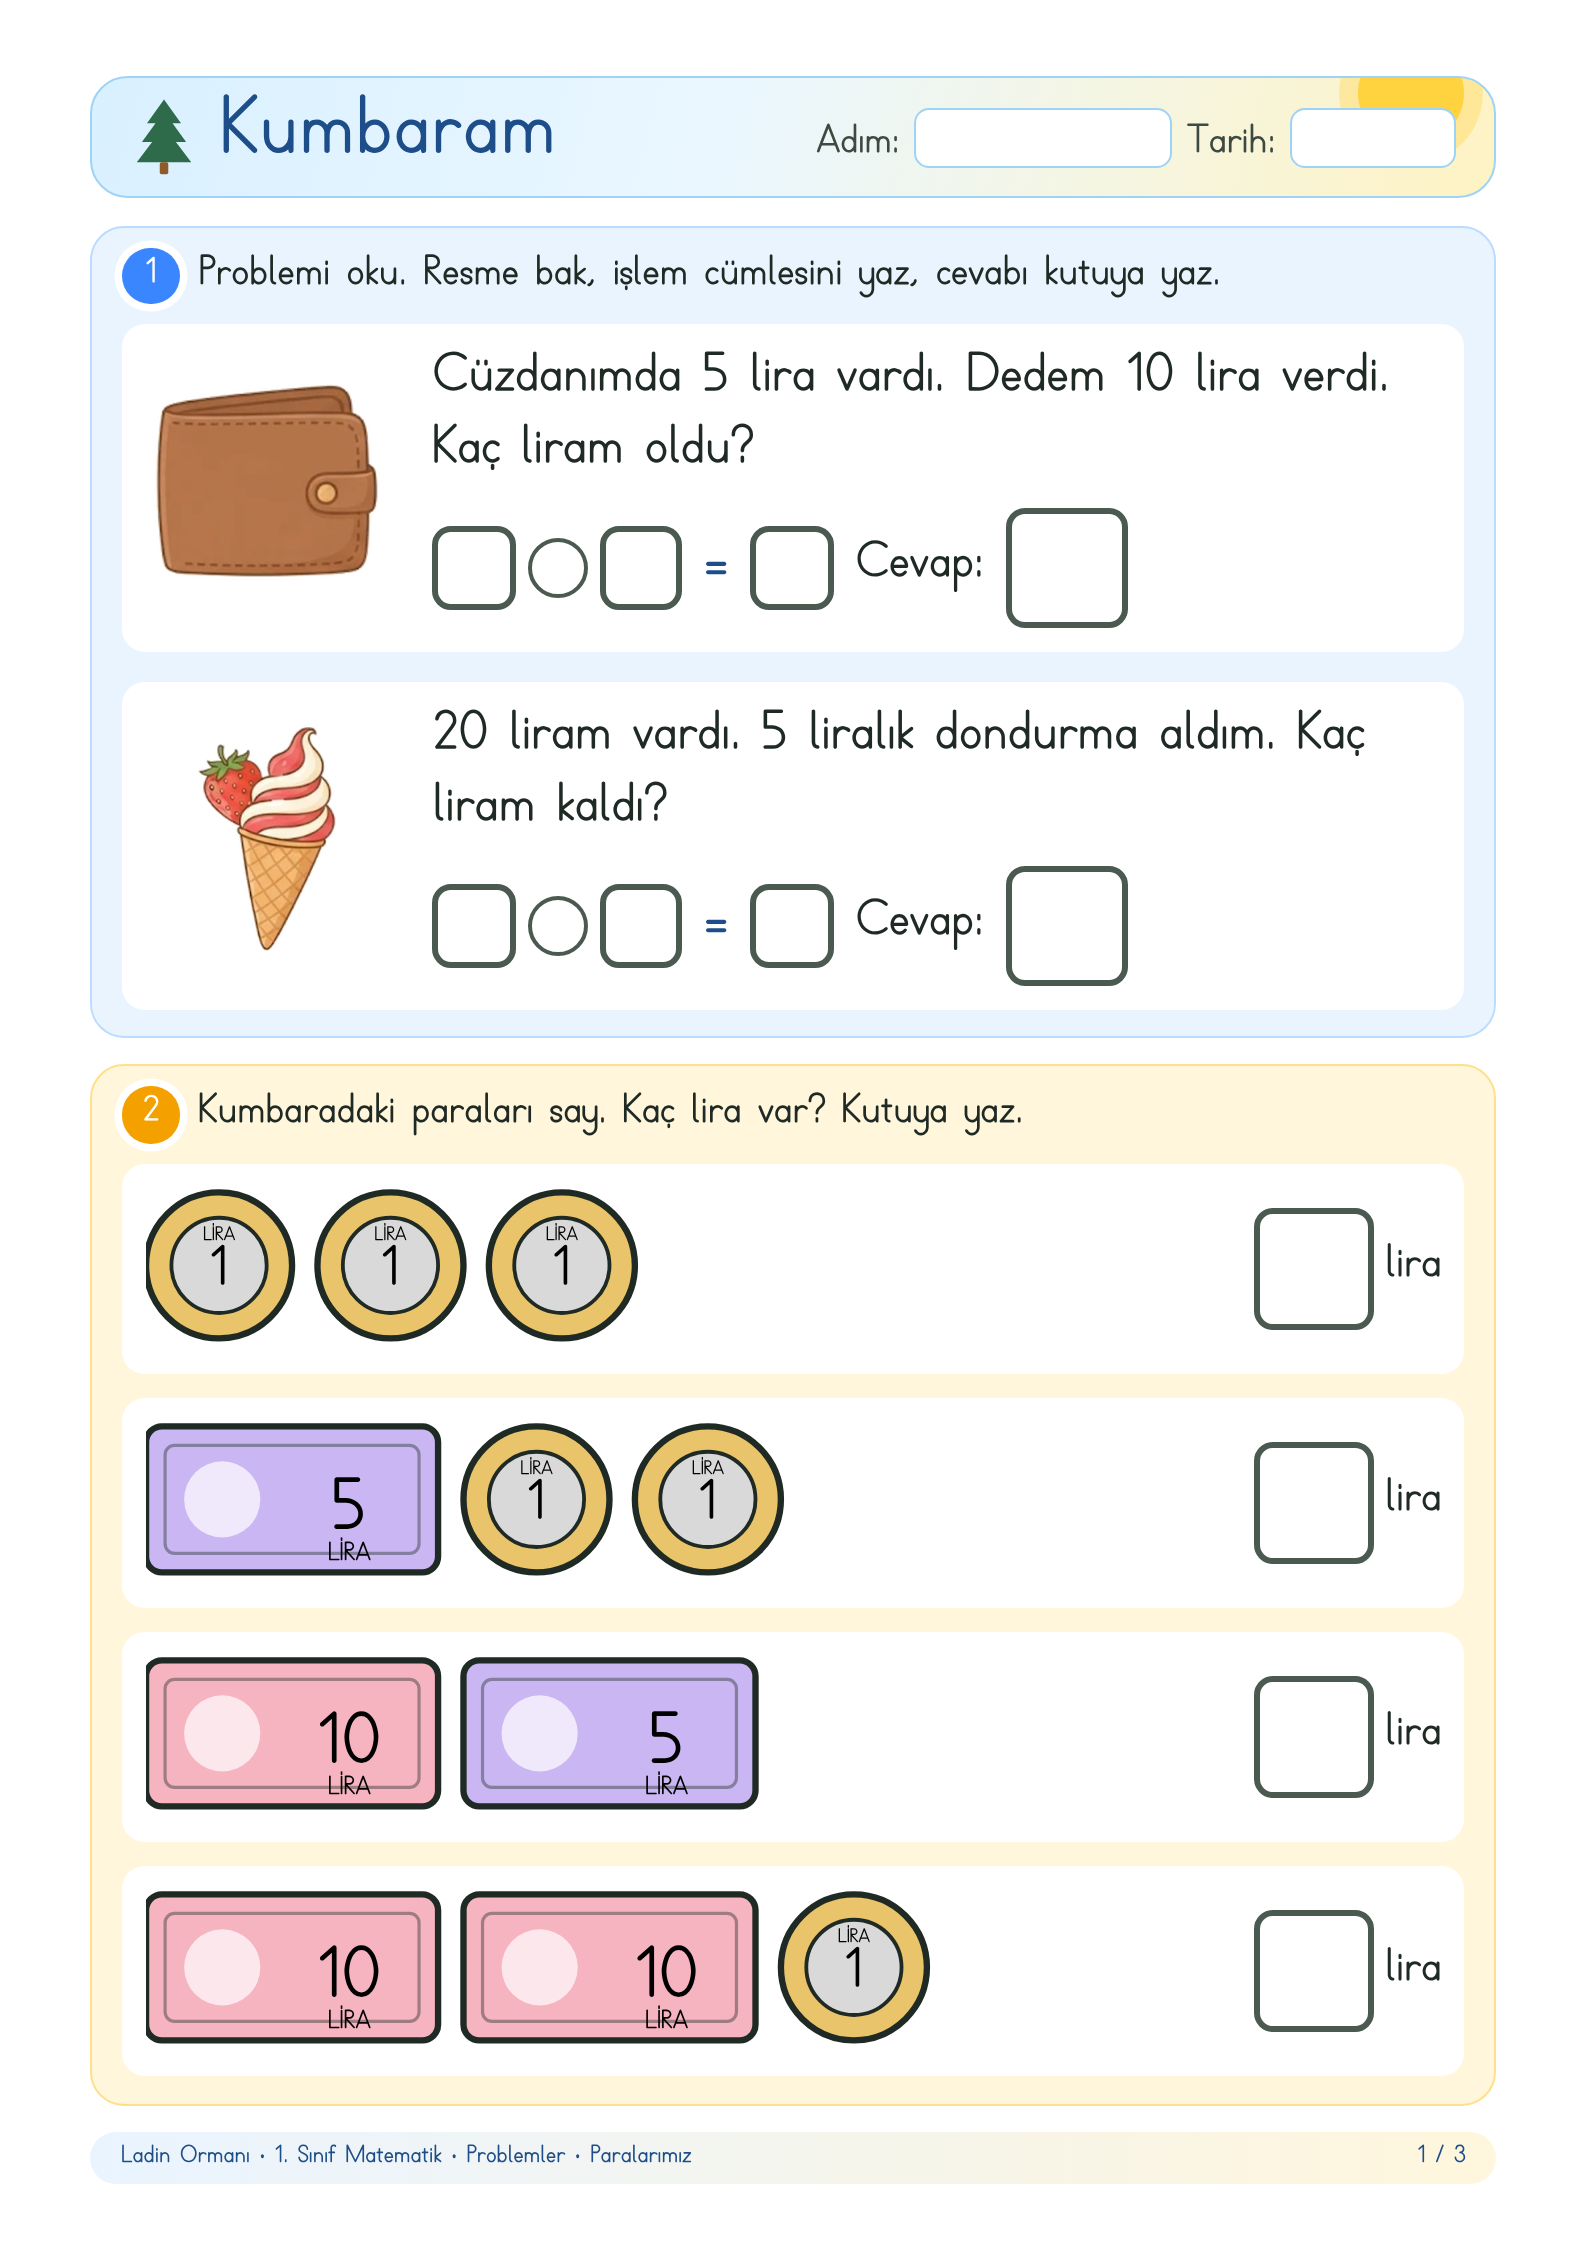 Kumbaram
Adım:
Tarih:
1 Problemi oku. Resme bak, işlem cümlesini yaz, cevabı kutuya yaz.
Cüzdanımda 5 lira vardı. Dedem 10 lira verdi.
Kaç liram oldu?
= Cevap:
20 liram vardı. 5 liralık dondurma aldım. Kaç
liram kaldı?
= Cevap:
2 Kumbaradaki paraları say. Kaç lira var? Kutuya yaz.
LİRA LİRA LİRA
1 1 1
lira
5 LİRA LİRA 1 LİRA 1
lira
10 LİRA 5 LİRA
lira
10 LİRA 10 LİRA LİRA 1
lira
Ladin Ormanı • 1. Sınıf Matematik • Problemler • Paralarımız
1 / 3